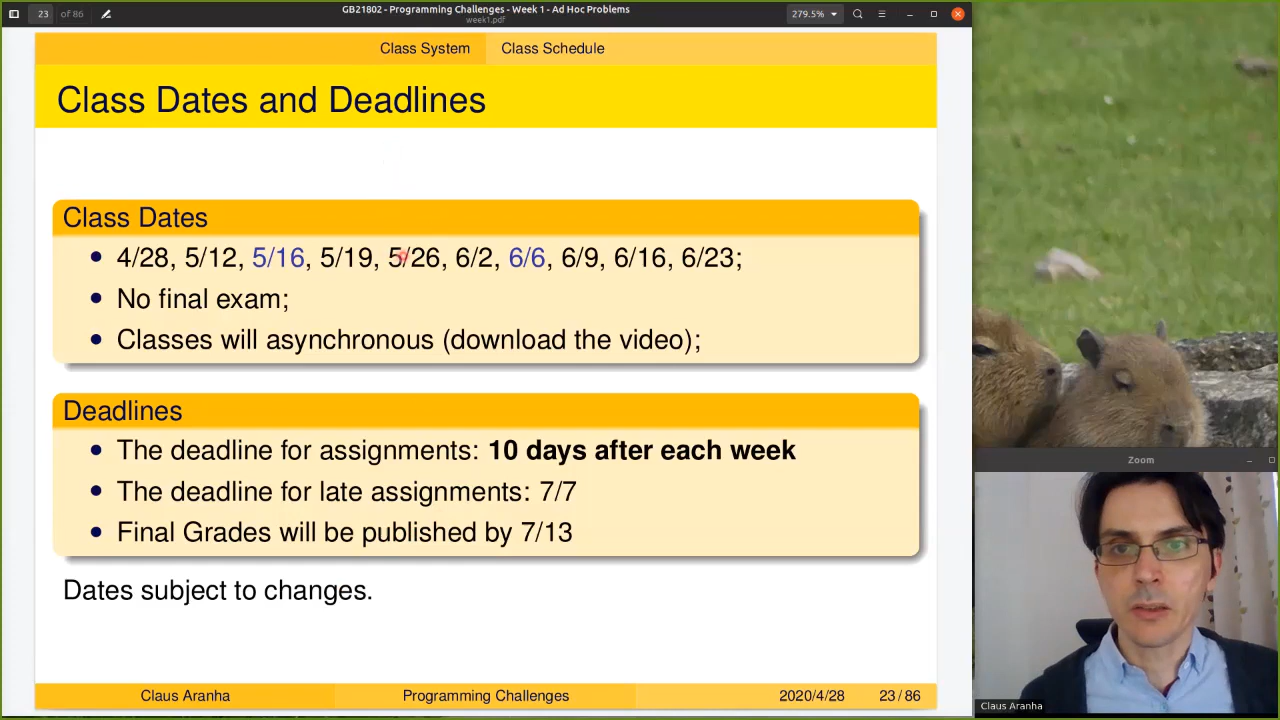 23 of 86
GB21802 - Programming Challenges - Week 1 - Ad Hoc Problems
week1.pdf
279.5%
Class System Class Schedule
Class Dates and Deadlines
Class Dates
4/28, 5/12, 5/16, 5/19, 5/26, 6/2, 6/6, 6/9, 6/16, 6/23;
No final exam;
Classes will asynchronous (download the video);
Deadlines
The deadline for assignments: 10 days after each week
The deadline for late assignments: 7/7
Final Grades will be published by 7/13
Dates subject to changes.
Claus Aranha Programming Challenges 2020/4/28 23 / 86
Zoom
Claus Aranha